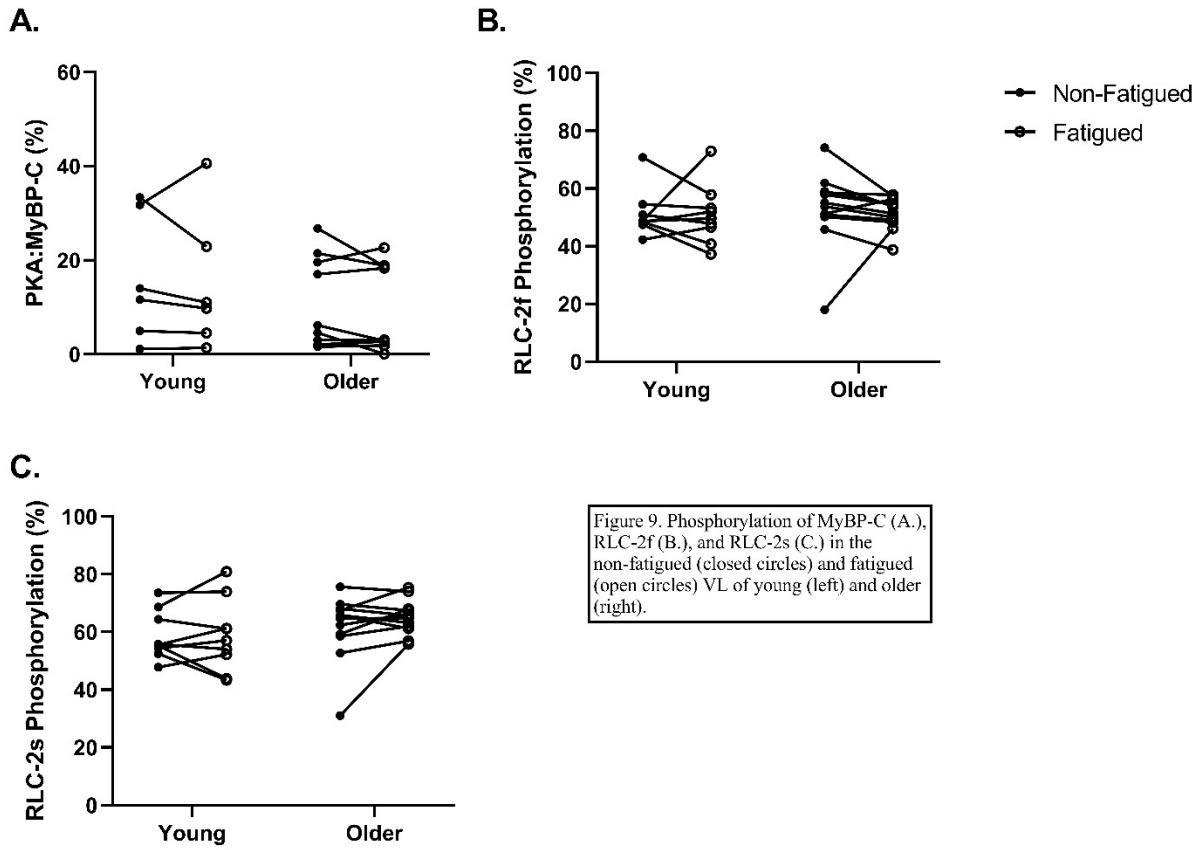 A.
PKA:MyBP-C (%)
60
40
20
0
Young
Older
B.
RLC-2f Phosphorylation (%)
100
80
60
40
20
0
Young
Older
Non-Fatigued
Fatigued
C.
RLC-2s Phosphorylation (%)
100
80
60
40
20
0
Young
Older
Figure 9. Phosphorylation of MyBP-C (A.),
RLC-2f (B.), and RLC-2s (C.) in the
non-fatigued (closed circles) and fatigued
(open circles) VL of young (left) and older
(right).